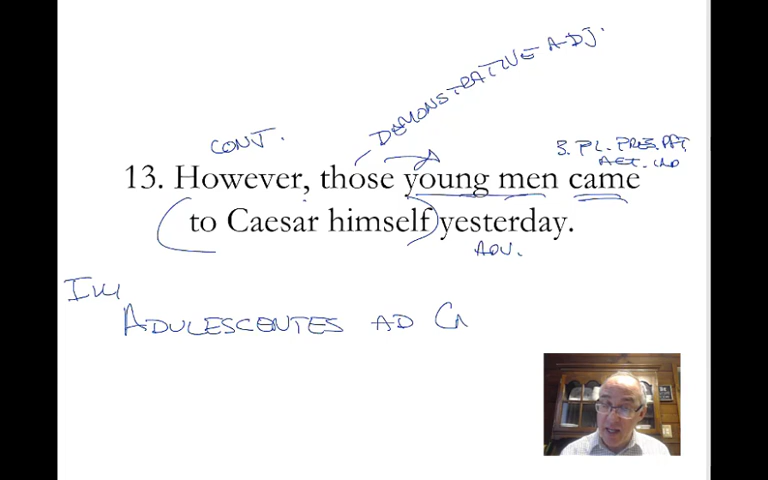 DEMONSTRATIVE ADJ.
CONJ.
3. PL. PRES. PFT
ACT. IND
13. However, those young men came
to Caesar himself yesterday.
ADV.
ILLI
ADULESCENTES AD CA